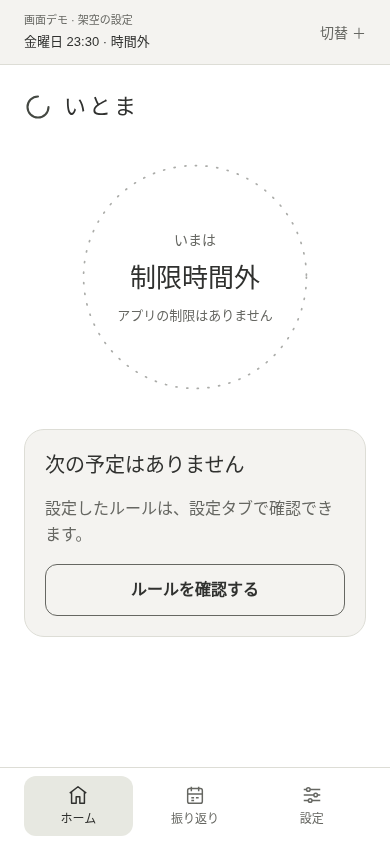 画面デモ · 架空の設定
金曜日 23:30 · 時間外
切替 ＋
いとま
いまは
制限時間外
アプリの制限はありません
次の予定はありません
設定したルールは、設定タブで確認でき
ます。
ルールを確認する
ホーム
振り返り
設定